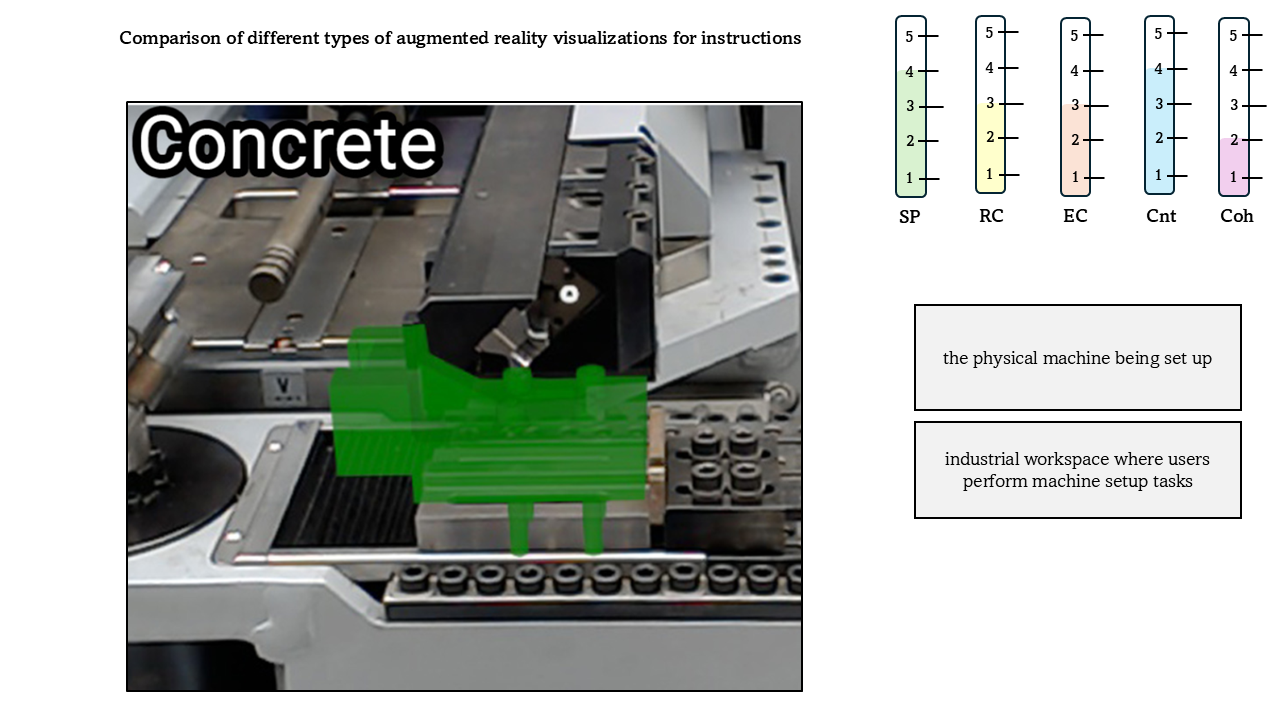 Comparison of different types of augmented reality visualizations for instructions
Concrete
V
5 5 5 5 5
4 4 4 4 4
3 3 3 3 3
2 2 2 2 2
1 1 1 1 1
SP RC EC Cnt Coh
the physical machine being set up
industrial workspace where users
perform machine setup tasks